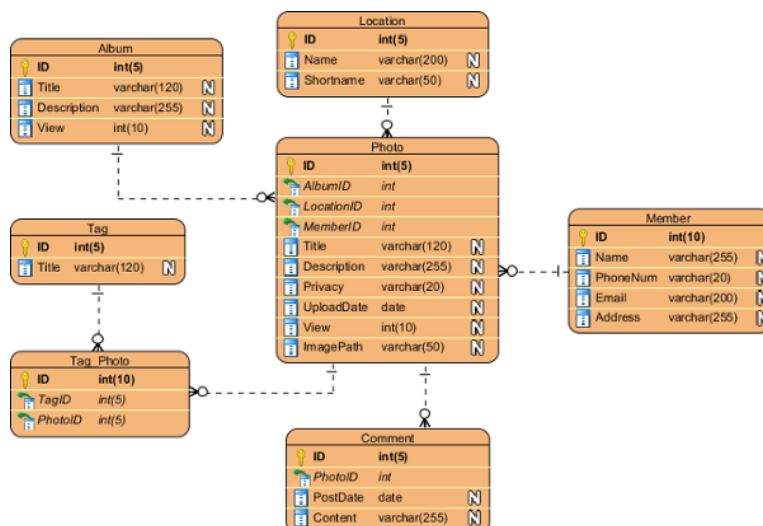 Album
ID int(5)
Title varchar(120) N
Description varchar(255) N
View int(10) N
Location
ID int(5)
Name varchar(200) N
Shortname varchar(50) N
Photo
ID int(5)
AlbumID int
LocationID int
MemberID int
Title varchar(120) N
Description varchar(255) N
Privacy varchar(20) N
UploadDate date N
View int(10) N
ImagePath varchar(50) N
Tag
ID int(5)
Title varchar(120) N
Member
ID int(10)
Name varchar(255) N
PhoneNum varchar(20) N
Email varchar(200) N
Address varchar(255) N
Tag_Photo
ID int(10)
TagID int(5)
PhotoID int(5)
Comment
ID int(5)
PhotoID int
PostDate date N
Content varchar(255) N